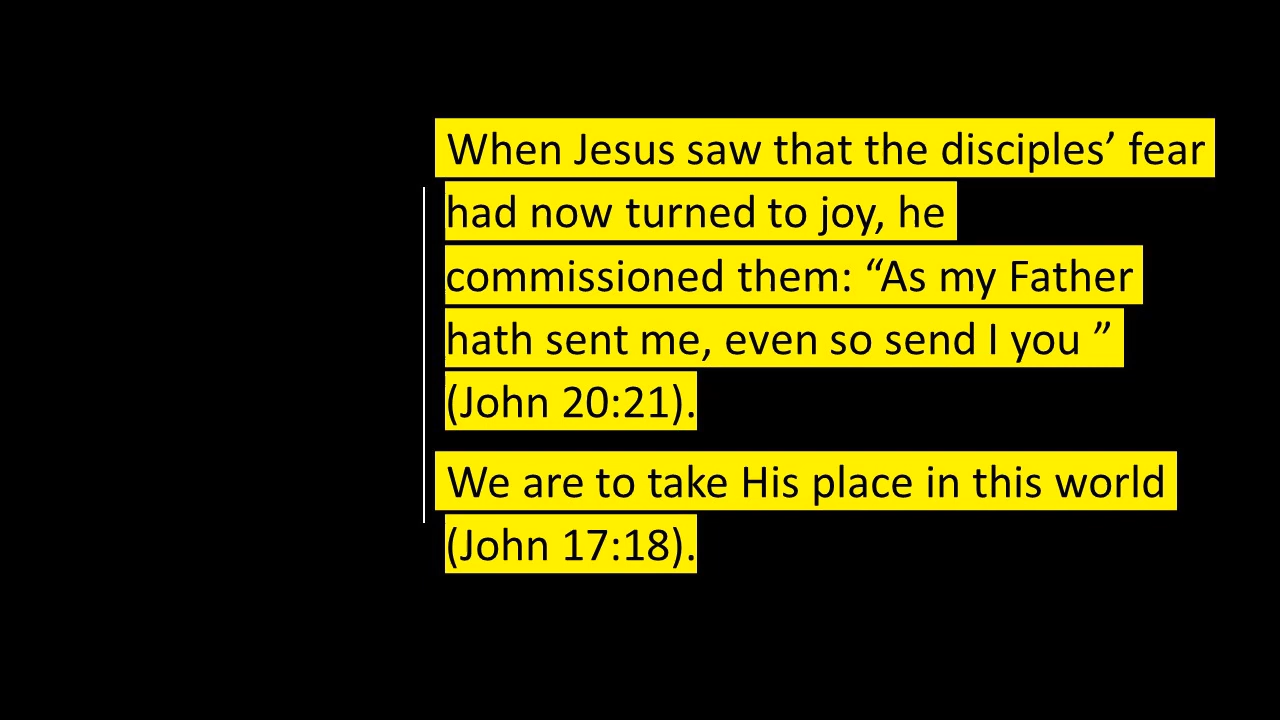 When Jesus saw that the disciples’ fear
had now turned to joy, he
commissioned them: “As my Father
hath sent me, even so send I you ”
(John 20:21).
We are to take His place in this world
(John 17:18).